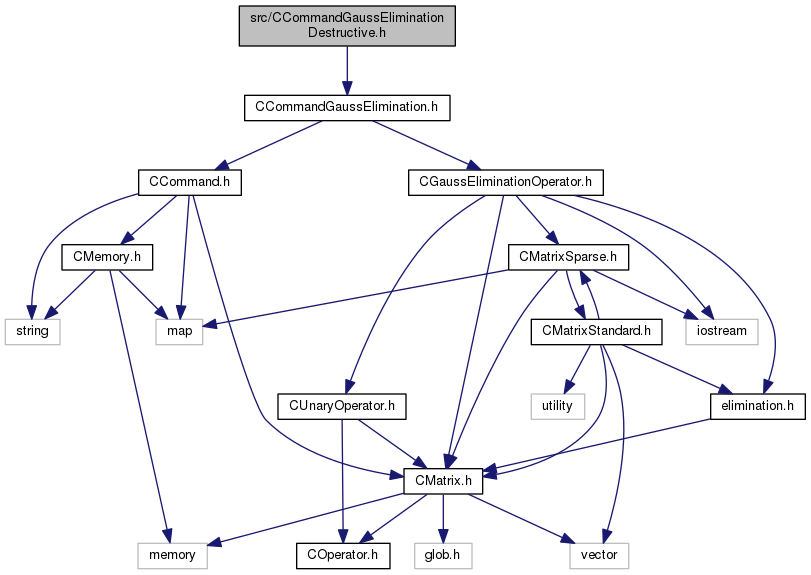 src/CCommandGaussElimination
Destructive.h
CCommandGaussElimination.h
CCommand.h
CGaussEliminationOperator.h
CMemory.h
CMatrixSparse.h
string
map
CMatrixStandard.h
iostream
CUnaryOperator.h
utility
elimination.h
CMatrix.h
memory
COperator.h
glob.h
vector